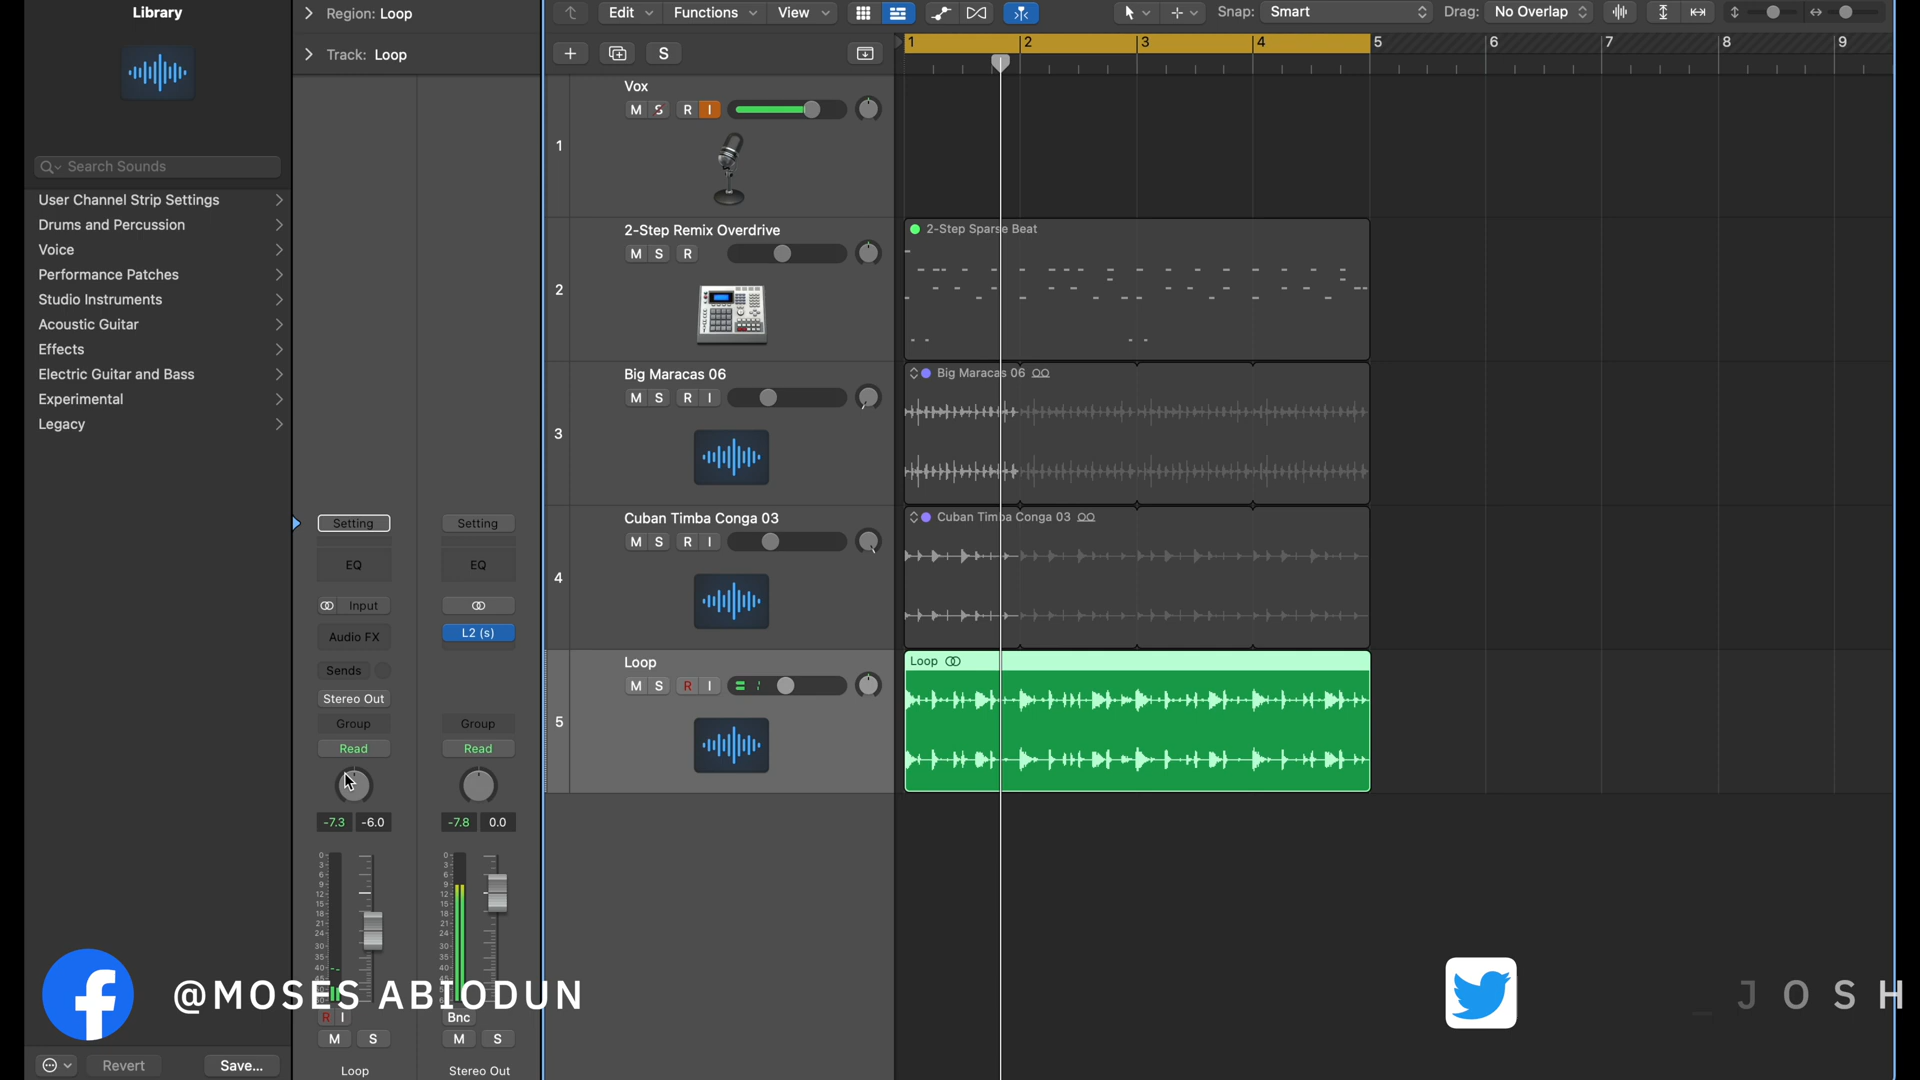 Library
Region: Loop
Edit
Functions
View
Snap: Smart
Drag: No Overlap
Track: Loop
S
1 2 3 4 5 6 7 8 9
Search Sounds
User Channel Strip Settings
Drums and Percussion
Voice
Performance Patches
Studio Instruments
Acoustic Guitar
Effects
Electric Guitar and Bass
Experimental
Legacy
Setting
EQ
Input
Audio FX
Sends
Stereo Out
Group
Read
-7.3 -6.0
R I
M S
Loop
Setting
EQ
L2 (s)
Group
Read
-7.8 0.0
Bnc
M S
Stereo Out
1
Vox
M S R I
2
2-Step Remix Overdrive
M S R
3
Big Maracas 06
M S R I
4
Cuban Timba Conga 03
M S R I
5
Loop
M S R I
2-Step Sparse Beat
Big Maracas 06
Cuban Timba Conga 03
Loop
@MOSES ABIODUN
_JOSH
Revert
Save...